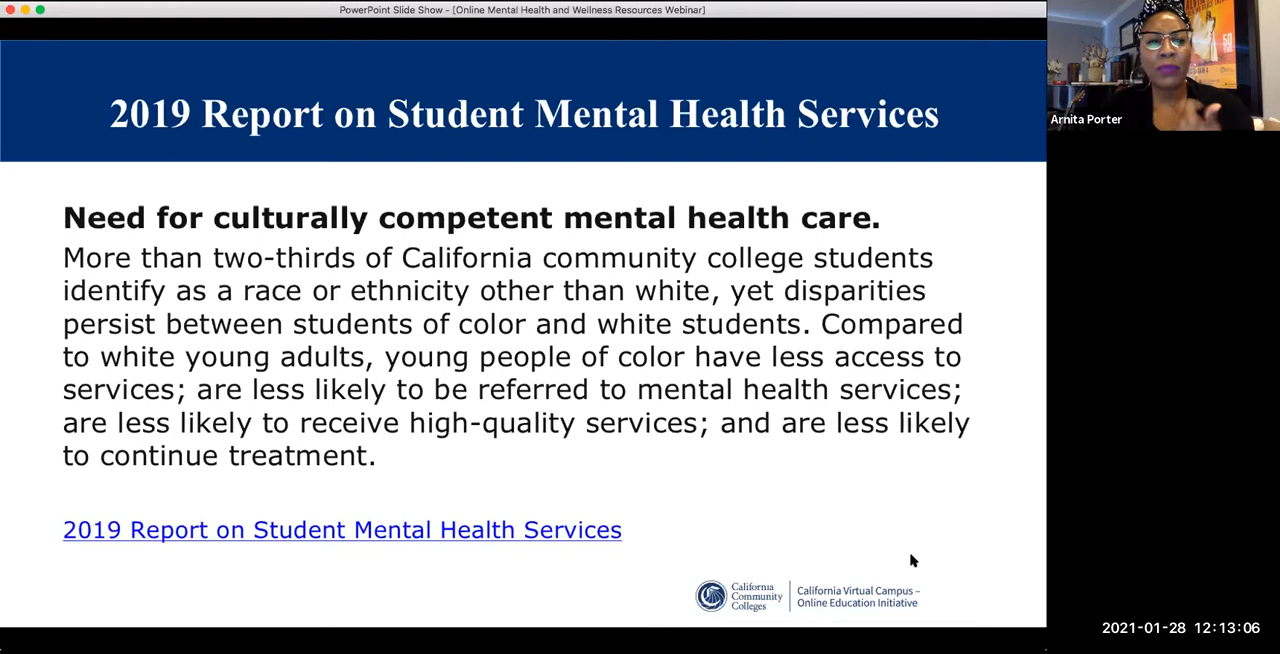 PowerPoint Slide Show - [Online Mental Health and Wellness Resources Webinar]
2019 Report on Student Mental Health Services
Need for culturally competent mental health care.
More than two-thirds of California community college students
identify as a race or ethnicity other than white, yet disparities
persist between students of color and white students. Compared
to white young adults, young people of color have less access to
services; are less likely to be referred to mental health services;
are less likely to receive high-quality services; and are less likely
to continue treatment.
2019 Report on Student Mental Health Services
California
Community
Colleges
California Virtual Campus –
Online Education Initiative
50
Arnita Porter
2021-01-28 12:13:06